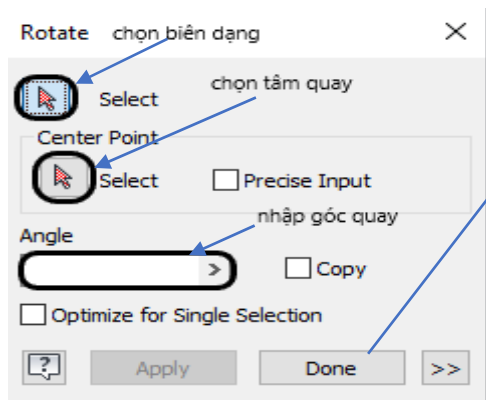 Rotate chọn biên dạng
Select chọn tâm quay
Center Point
Select Precise Input
nhập góc quay
Angle
> Copy
Optimize for Single Selection
? Apply Done >>